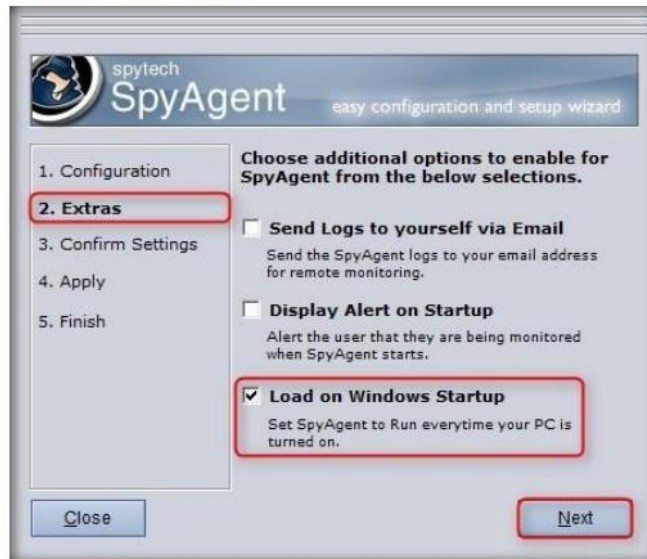 spytech
SpyAgent
easy configuration and setup wizard
1. Configuration
2. Extras
3. Confirm Settings
4. Apply
5. Finish
Choose additional options to enable for
SpyAgent from the below selections.
Send Logs to yourself via Email
Send the SpyAgent logs to your email address
for remote monitoring.
Display Alert on Startup
Alert the user that they are being monitored
when SpyAgent starts.
Load on Windows Startup
Set SpyAgent to Run everytime your PC is
turned on.
Close
Next